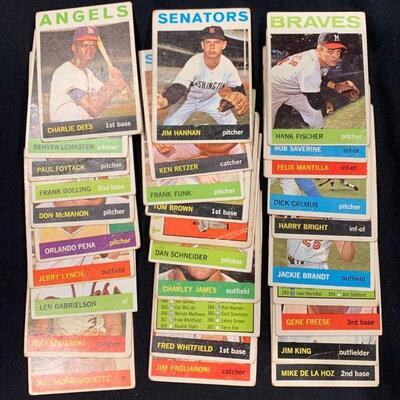 ANGELS
CHARLIE DEES 1st base
DENVER LEMASTER pitcher
PAUL FOYTACK pitcher
FRANK BOLLING 2nd base
DON McMAHON pitcher
ORLANDO PENA pitcher
JERRY LYNCH outfield
LEN GABRIELSON of
SENATORS
WASHINGTON
JIM HANNAN pitcher
KEN RETZER catcher
FRANK FUNK pitcher
TOM BROWN 1st base
DAN SCHNEIDER pitcher
CHARLEY JAMES outfield
FRED WHITFIELD 1st base
JIM PAGLIARONI catcher
BRAVES
HANK FISCHER pitcher
BOB SAVERINE inf-of
FELIX MANTILLA inf-of
DICK CALMUS pitcher
HARRY BRIGHT inf-of
JACKIE BRANDT outfield
GENE FREESE 3rd base
JIM KING outfielder
MIKE DE LA HOZ 2nd base